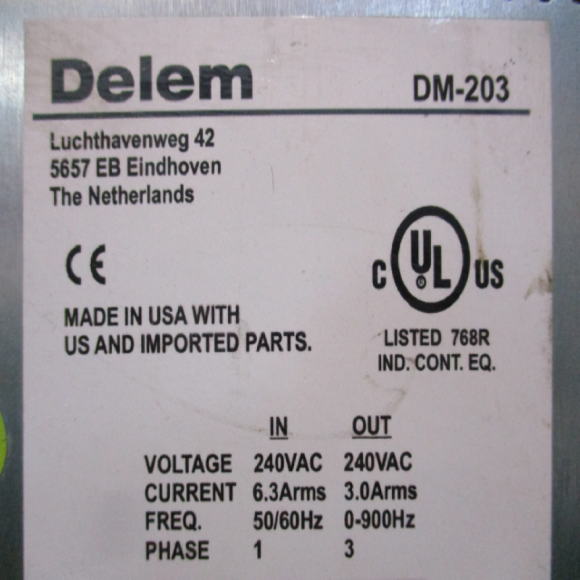 Delem DM-203
Luchthavenweg 42
5657 EB Eindhoven
The Netherlands
CE
C UL US
MADE IN USA WITH
US AND IMPORTED PARTS.
LISTED 768R
IND. CONT. EQ.
IN OUT
VOLTAGE 240VAC 240VAC
CURRENT 6.3Arms 3.0Arms
FREQ. 50/60Hz 0-900Hz
PHASE 1 3